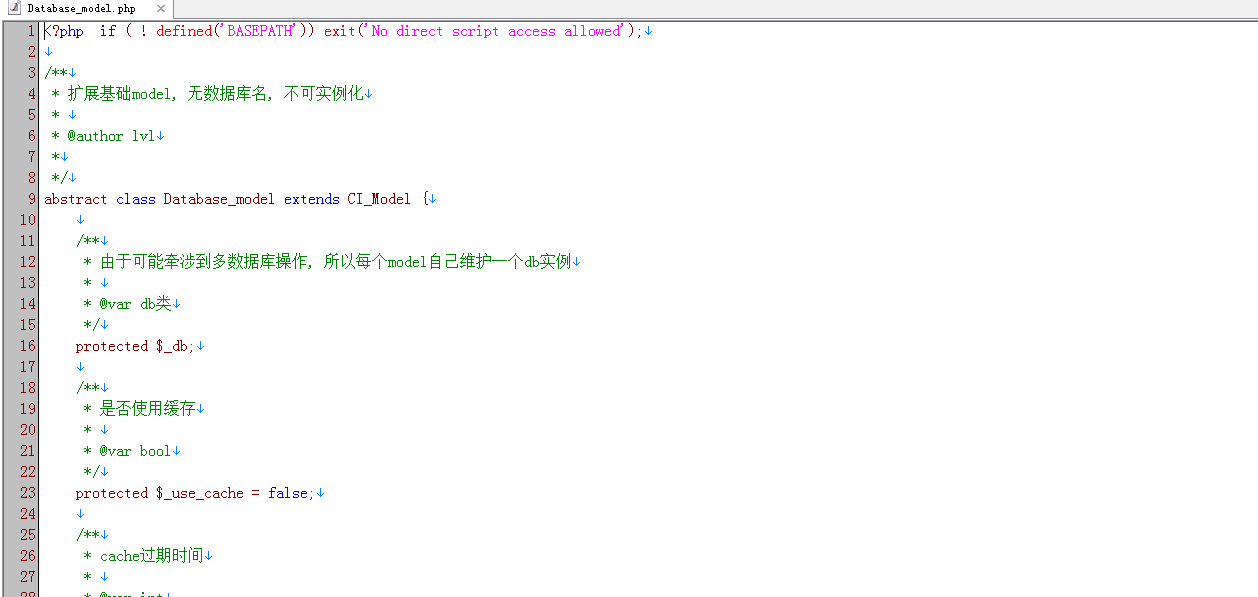 Database_model.php
1 <?php  if ( ! defined('BASEPATH')) exit('No direct script access allowed');↓
2 ↓
3 /**↓
4  * 扩展基础model, 无数据库名, 不可实例化↓
5  * ↓
6  * @author lvl↓
7  *↓
8  */↓
9 abstract class Database_model extends CI_Model {↓
10     ↓
11     /**↓
12      * 由于可能牵涉到多数据库操作, 所以每个model自己维护一个db实例↓
13      * ↓
14      * @var db类↓
15      */↓
16     protected $_db;↓
17     ↓
18     /**↓
19      * 是否使用缓存↓
20      * ↓
21      * @var bool↓
22      */↓
23     protected $_use_cache = false;↓
24     ↓
25     /**↓
26      * cache过期时间↓
27      * ↓
28      * @var int↓